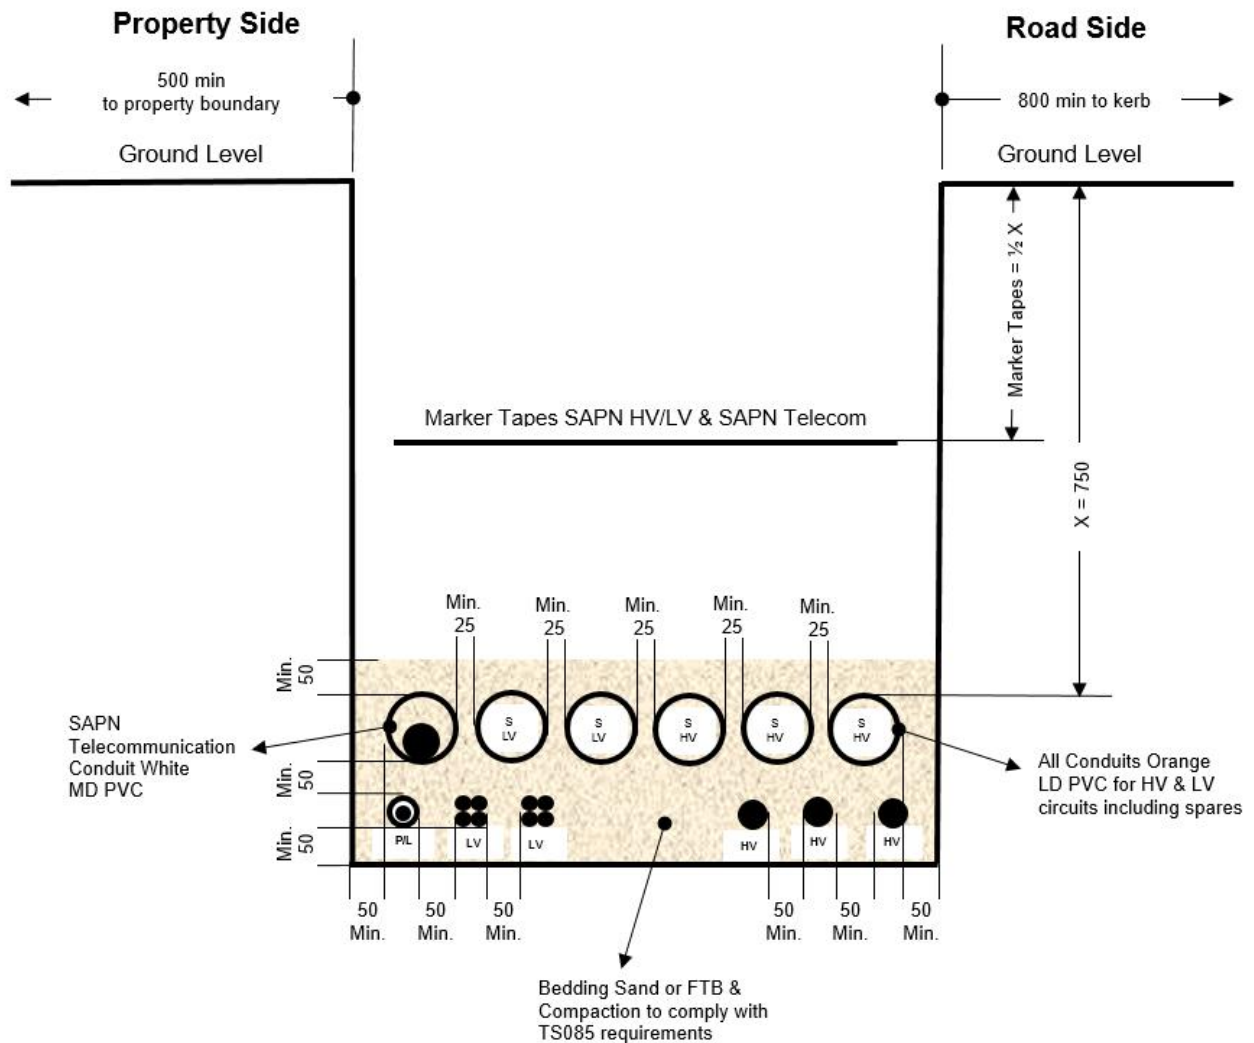 Property Side
Road Side
500 min
to property boundary
800 min to kerb
Ground Level
Ground Level
Marker Tapes = ½ X
X = 750
Marker Tapes SAPN HV/LV & SAPN Telecom
Min.
25
Min.
25
Min.
25
Min.
25
Min.
25
Min.
50
S
LV
S
LV
S
HV
S
HV
S
HV
SAPN
Telecommunication
Conduit White
MD PVC
All Conduits Orange
LD PVC for HV & LV
circuits including spares
Min.
50
Min.
50
P/L
LV
LV
HV
HV
HV
50
Min.
50
Min.
50
Min.
50
Min.
50
Min.
50
Min.
Bedding Sand or FTB &
Compaction to comply with
TS085 requirements